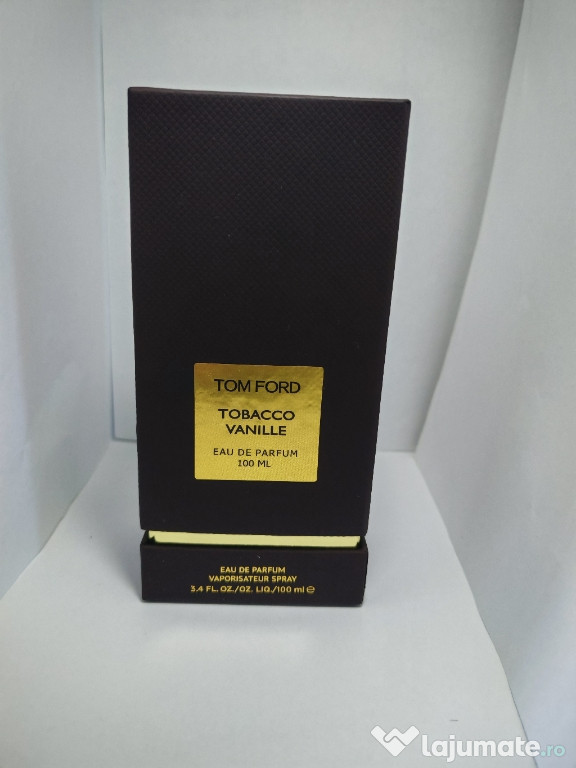 TOM FORD
TOBACCO
VANILLE
EAU DE PARFUM
100 ML
EAU DE PARFUM
VAPORISATEUR SPRAY
3.4 FL. OZ./OZ. LIQ./100 ml ℮
lajumate.ro